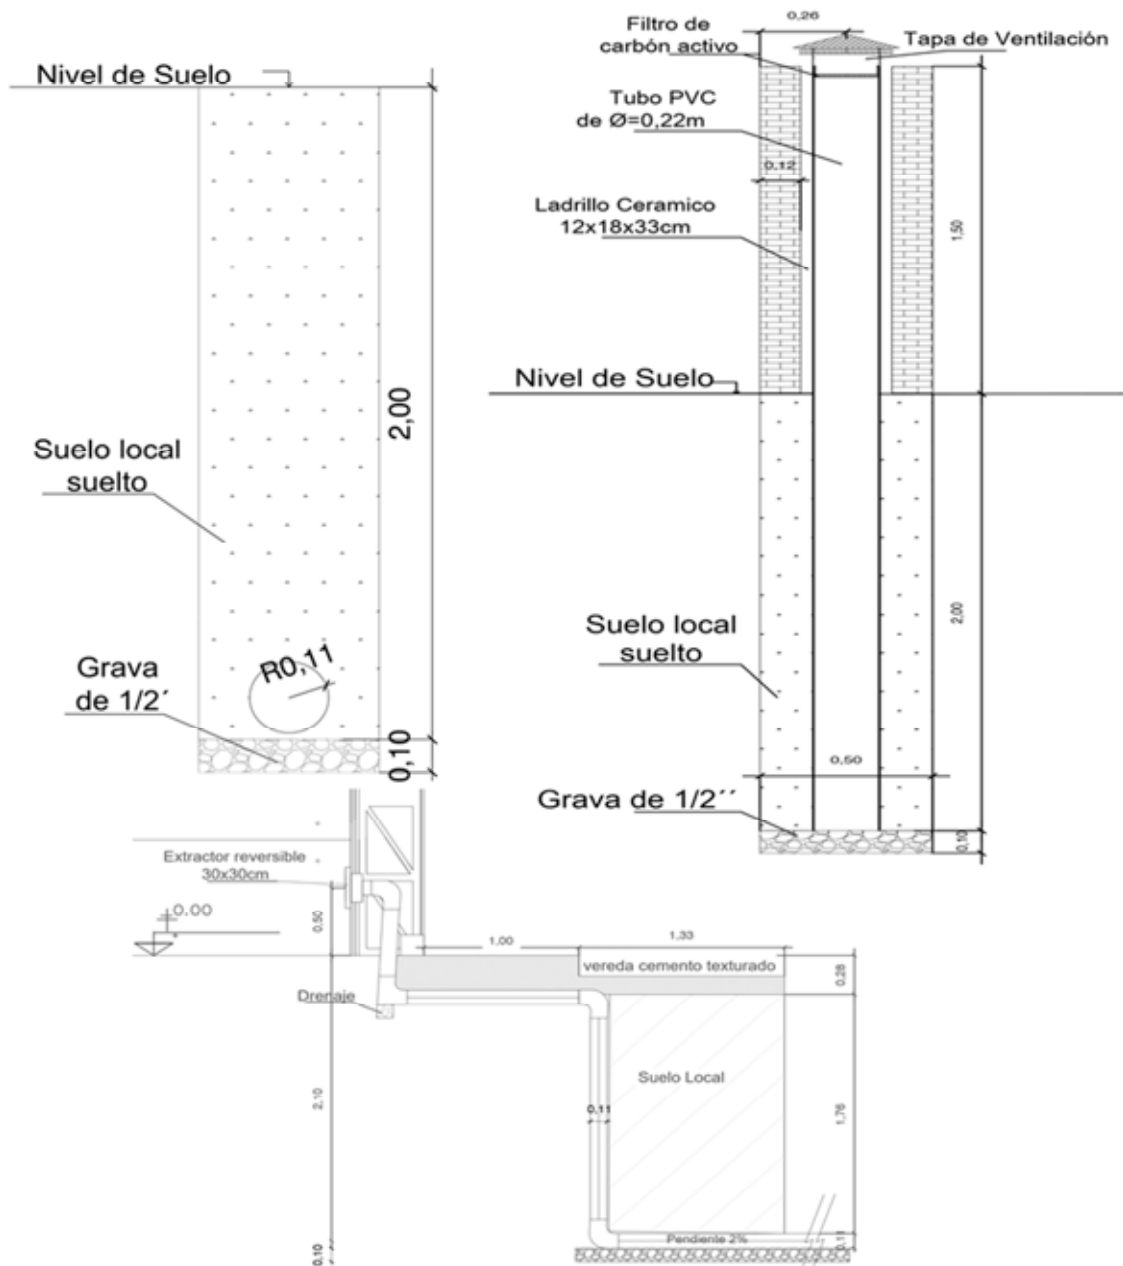 Nivel de Suelo
2,00
Suelo local
suelto
R0,11
Grava
de 1/2´
0,10
0,26
Filtro de
carbón activo
Tapa de Ventilación
Tubo PVC
de Ø=0,22m
0,12
Ladrillo Ceramico
12x18x33cm
1,50
Nivel de Suelo
2,00
Suelo local
suelto
0,50
Grava de 1/2´´
0,10
Extractor reversible
30x30cm
0.00
0,50
1,00
1,33
vereda cemento texturado
0,28
Drenaje
Suelo Local
2,10
0,11
1,76
Pendiente 2%
0,11
0,10